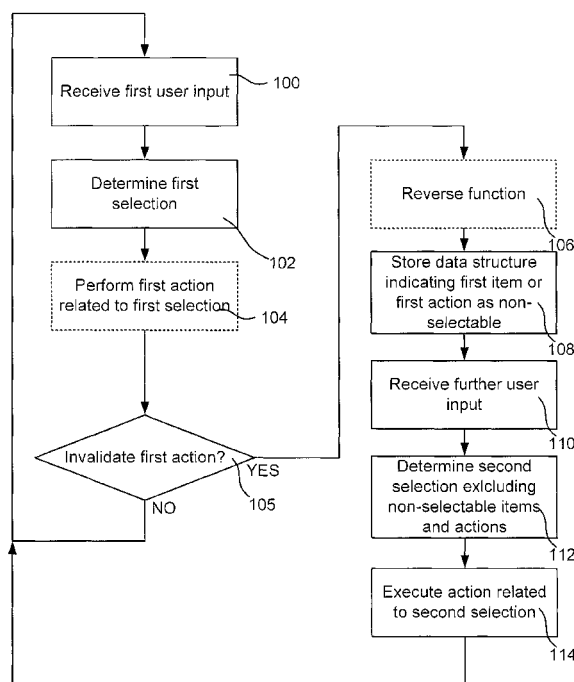 Receive first user input
100
Determine first
selection
102
Perform first action
related to first selection
104
Invalidate first action?
YES
105
NO
Reverse function
106
Store data structure
indicating first item or
first action as non-
selectable
108
Receive further user
input
110
Determine second
selection exlcluding
non-selectable items
and actions
112
Execute action related
to second selection
114